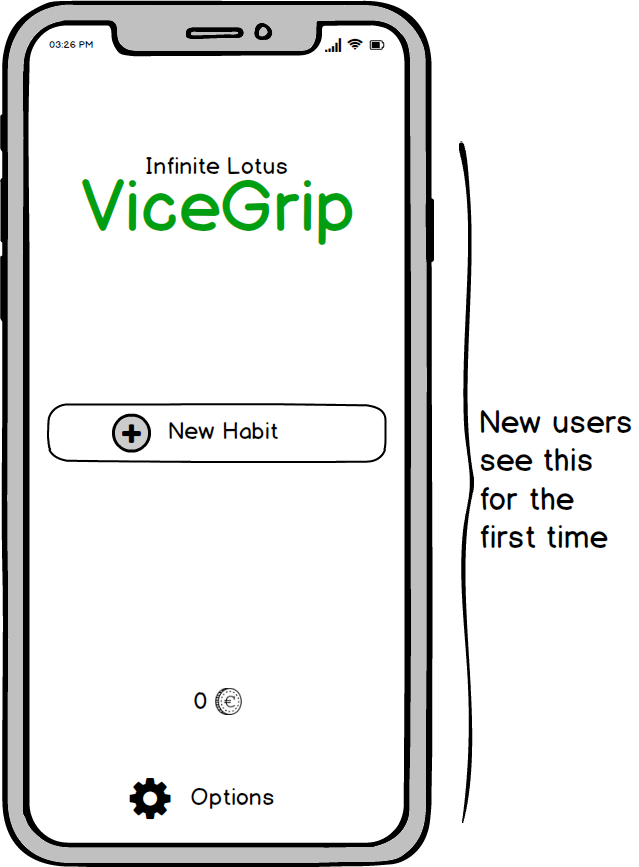 03:26 PM
Infinite Lotus
ViceGrip
New Habit
New users
see this
for the
first time
0 €
Options